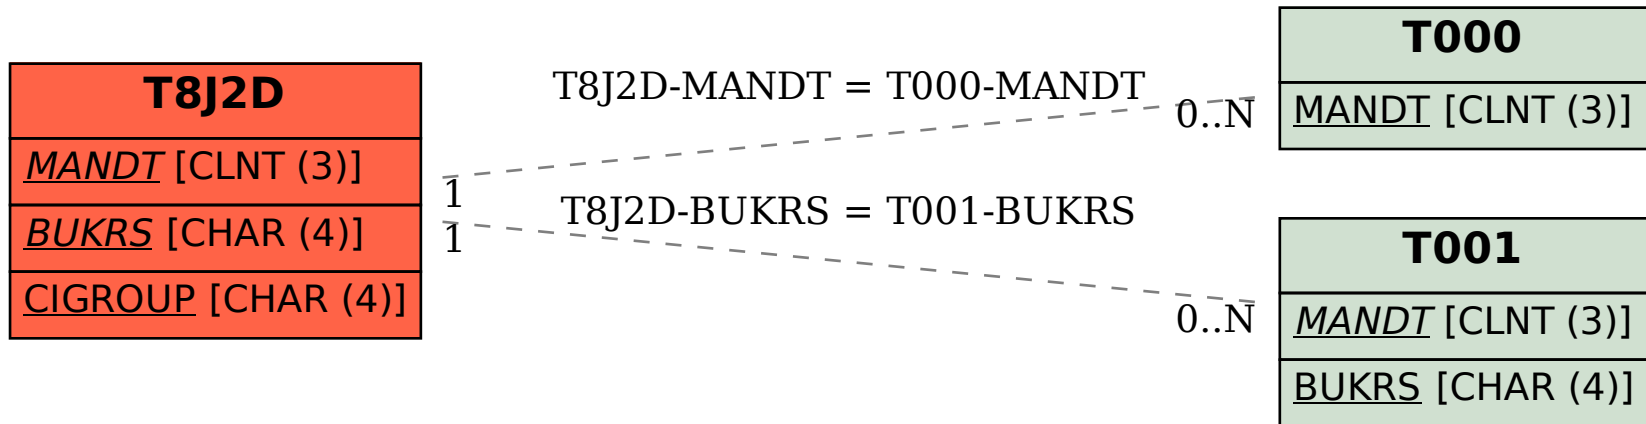 T8J2D
MANDT [CLNT (3)]
BUKRS [CHAR (4)]
CIGROUP [CHAR (4)]
T8J2D-MANDT = T000-MANDT
0..N
1
T8J2D-BUKRS = T001-BUKRS
1
0..N
T000
MANDT [CLNT (3)]
T001
MANDT [CLNT (3)]
BUKRS [CHAR (4)]